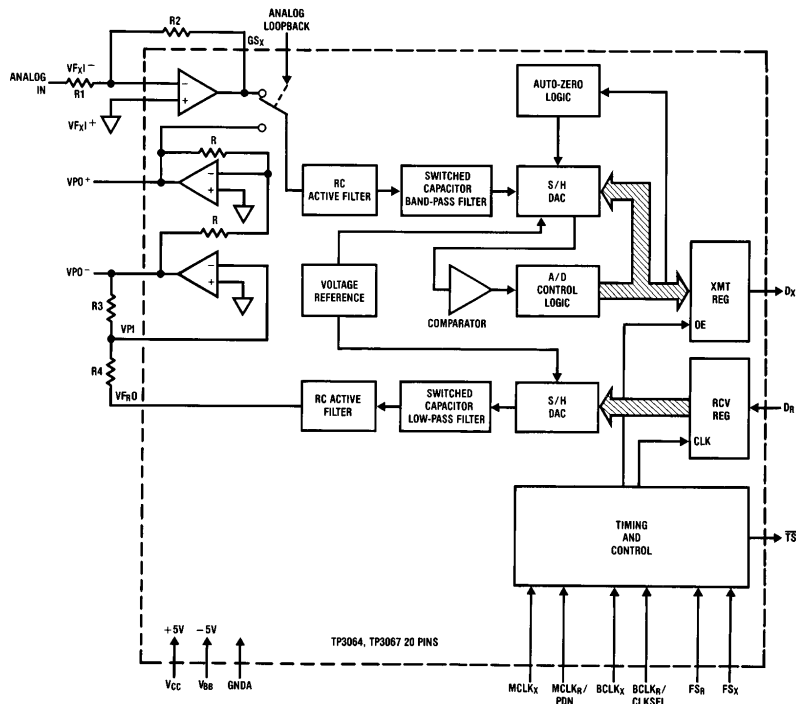 R2
GSX
ANALOG
LOOPBACK
ANALOG
IN
VFXI−
R1
−
+
VFXI+
AUTO-ZERO
LOGIC
R
VPO+
−
+
RC
ACTIVE FILTER
SWITCHED
CAPACITOR
BAND-PASS FILTER
S/H
DAC
R
VPO−
−
+
VOLTAGE
REFERENCE
COMPARATOR
A/D
CONTROL
LOGIC
XMT
REG
DX
OE
R3
VPI
R4
VFRO
RC ACTIVE
FILTER
SWITCHED
CAPACITOR
LOW-PASS FILTER
S/H
DAC
RCV
REG
DR
CLK
TIMING
AND
CONTROL
TS
+5V
−5V
TP3064, TP3067 20 PINS
VCC
VBB
GNDA
MCLKX
MCLKR/
PDN
BCLKX
BCLKR/
CLKSEL
FSR
FSX